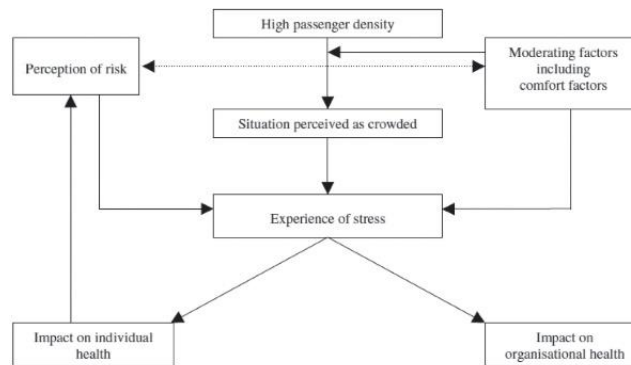 High passenger density
Perception of risk
Moderating factors
including
comfort factors
Situation perceived as crowded
Experience of stress
Impact on individual
health
Impact on
organisational health